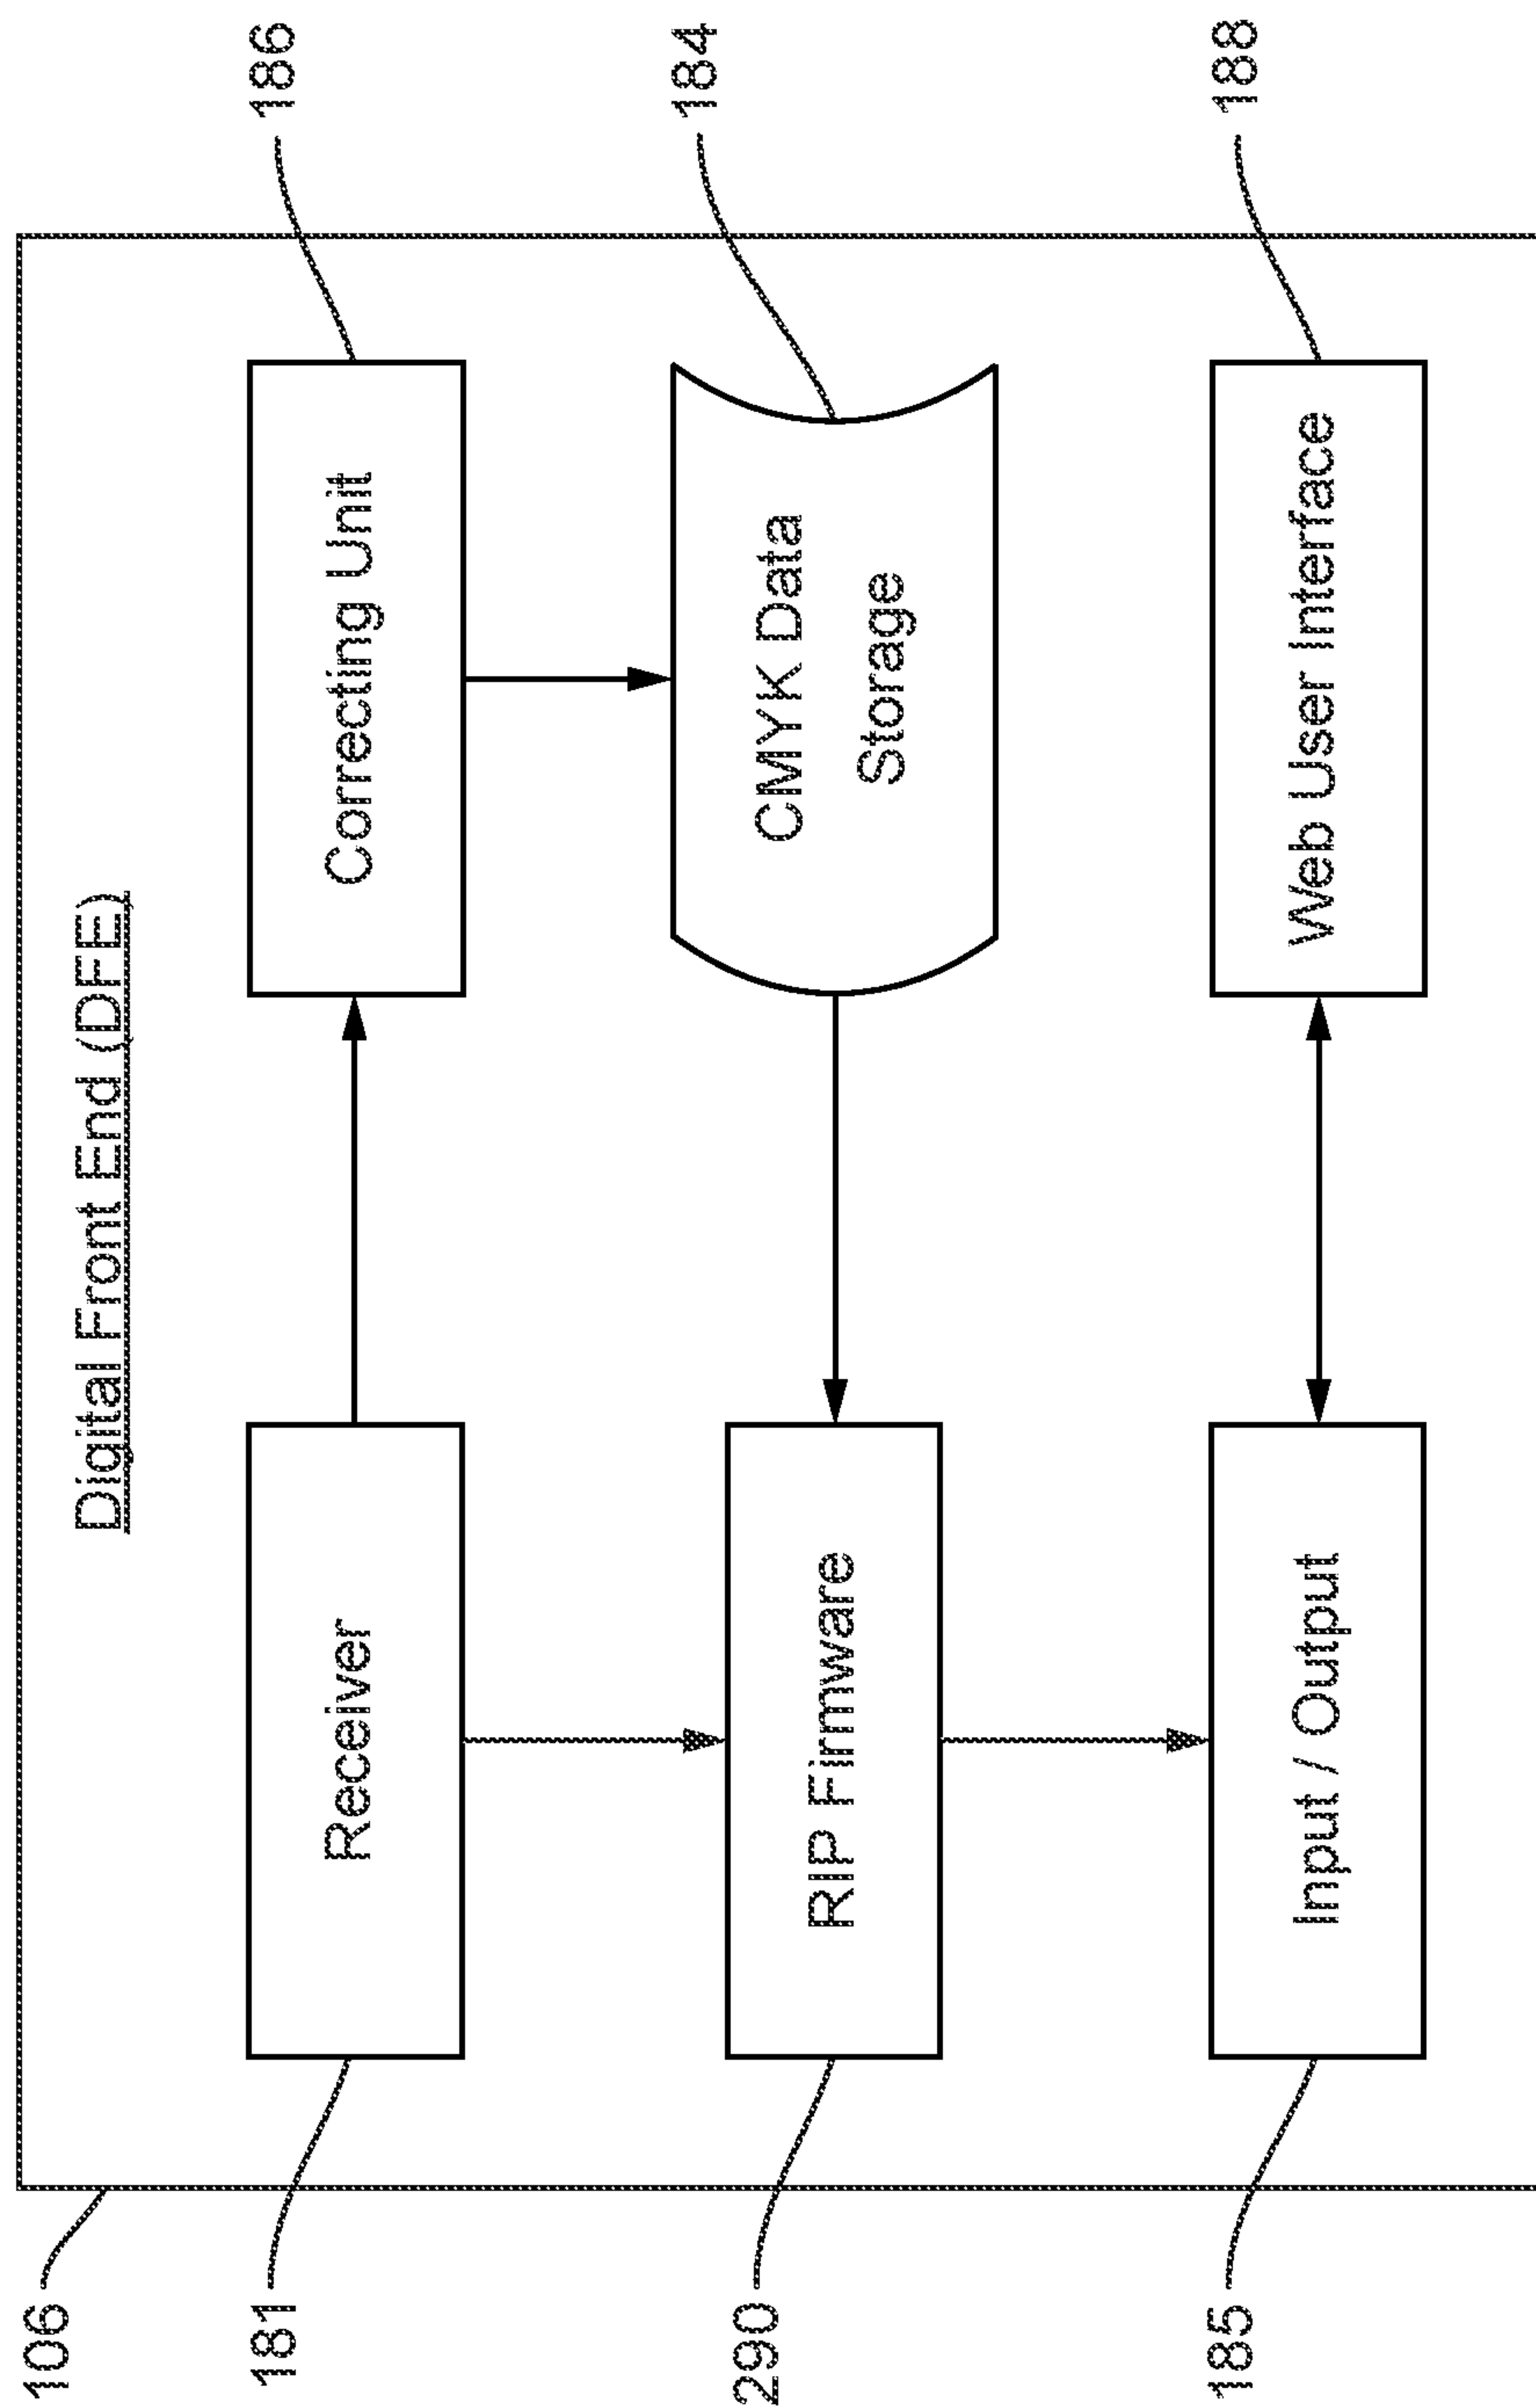 Digital Front End (DFE)
106
181
Receiver
Correcting Unit
186
290
RIP Firmware
CMYK Data
Storage
184
185
Input / Output
Web User Interface
188